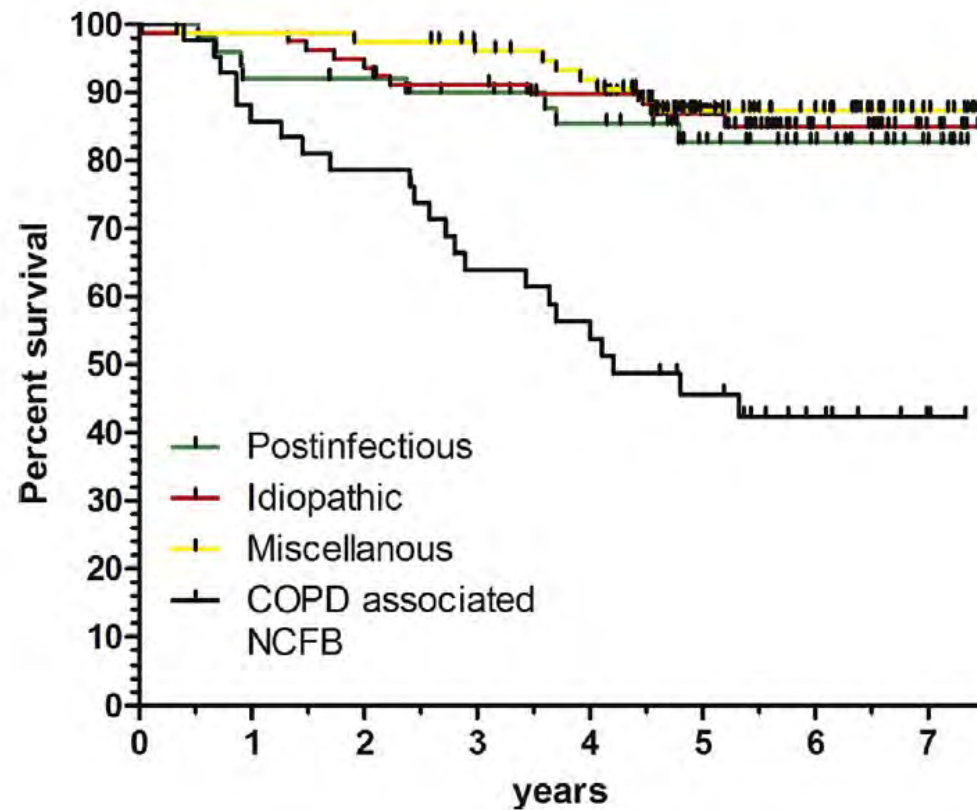 100
90
80
70
60
50
40
30
20
10
0
Percent survival
Postinfectious
Idiopathic
Miscellanous
COPD associated
NCFB
0 1 2 3 4 5 6 7
years